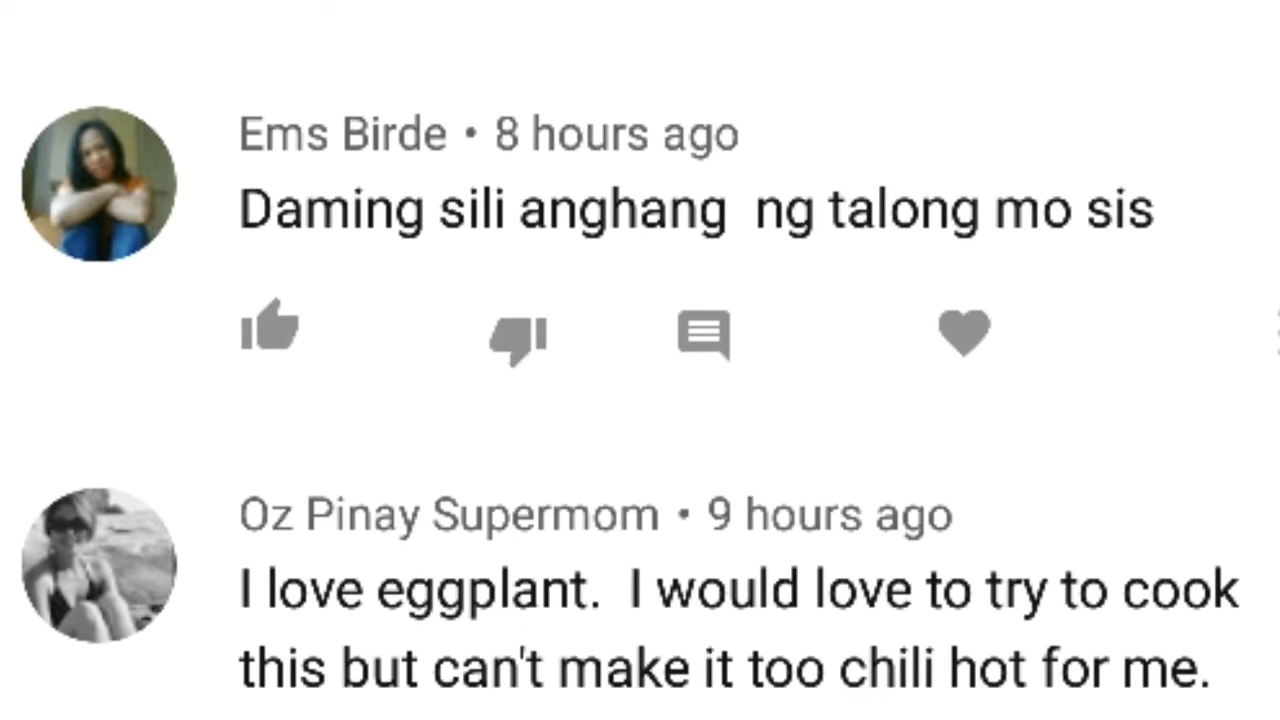 Ems Birde • 8 hours ago
Daming sili anghang  ng talong mo sis
Oz Pinay Supermom • 9 hours ago
I love eggplant.  I would love to try to cook
this but can't make it too chili hot for me.